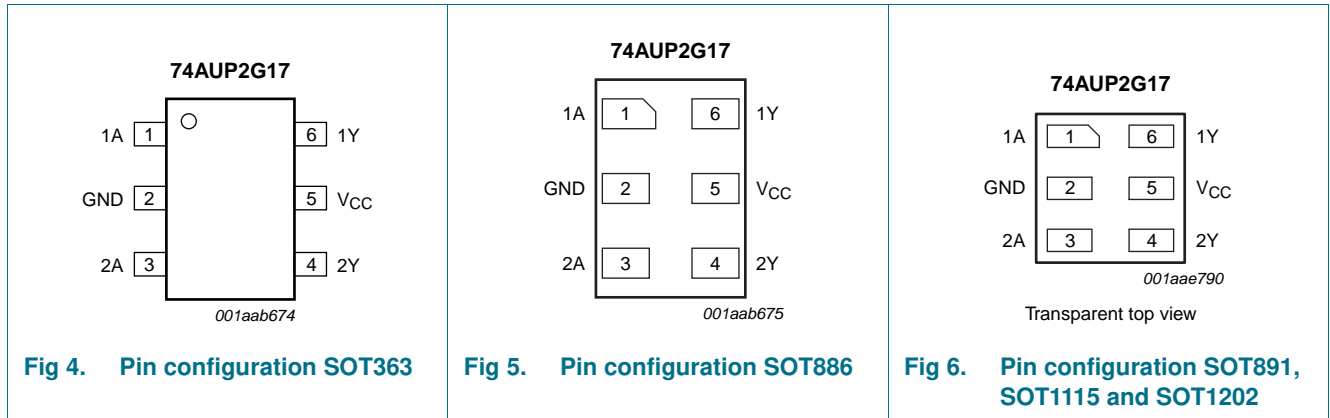 74AUP2G17
1A 1 6 1Y
GND 2 5 VCC
2A 3 4 2Y
001aab674
Fig 4. Pin configuration SOT363
74AUP2G17
1A 1 6 1Y
GND 2 5 VCC
2A 3 4 2Y
001aab675
Fig 5. Pin configuration SOT886
74AUP2G17
1A 1 6 1Y
GND 2 5 VCC
2A 3 4 2Y
001aae790
Transparent top view
Fig 6. Pin configuration SOT891,
SOT1115 and SOT1202